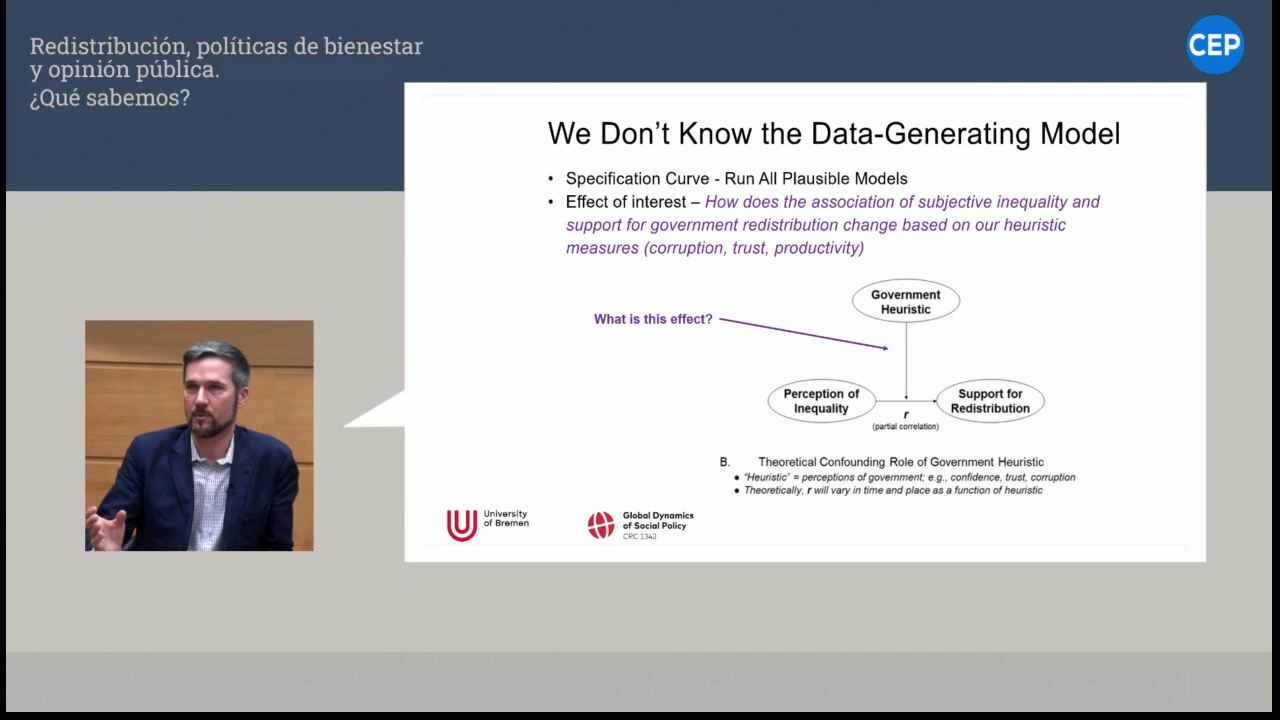 Redistribución, políticas de bienestar
y opinión pública.
¿Qué sabemos?
CEP
We Don't Know the Data-Generating Model
• Specification Curve - Run All Plausible Models
• Effect of interest – How does the association of subjective inequality and
support for government redistribution change based on our heuristic
measures (corruption, trust, productivity)
Government
Heuristic
What is this effect?
Perception of
Inequality
Support for
Redistribution
r
(partial correlation)
B. Theoretical Confounding Role of Government Heuristic
● "Heuristic" = perceptions of government; e.g., confidence, trust, corruption
● Theoretically, r will vary in time and place as a function of heuristic
University
of Bremen
Global Dynamics
of Social Policy
CRC 1342